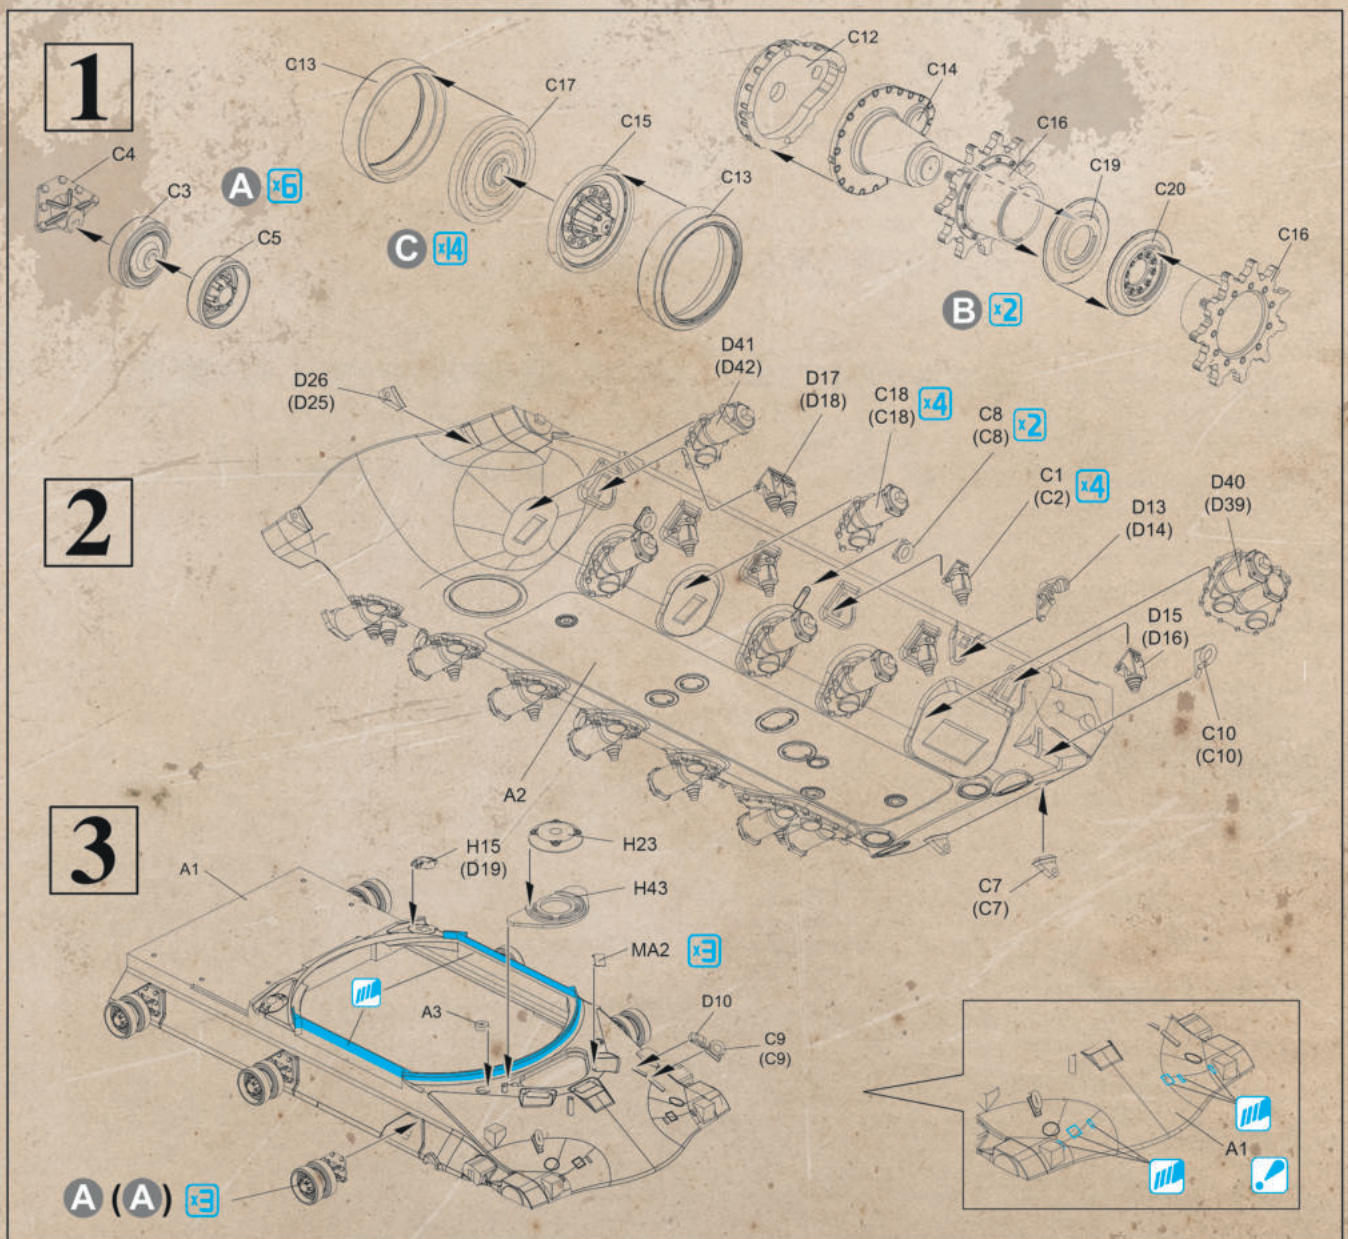 1
C13
C17
C15
C13
C4
C3
C5
A x6
C x14
C12
C14
C16
C19
C20
C16
B x2
2
D26
(D25)
D41
(D42)
D17
(D18)
C18
(C18) x4
C8
(C8) x2
C1
(C2) x4
D13
(D14)
D40
(D39)
D15
(D16)
C10
(C10)
A2
C7
(C7)
3
A1
H15
(D19)
H23
H43
MA2 x3
A3
D10
C9
(C9)
A (A) x3
A1